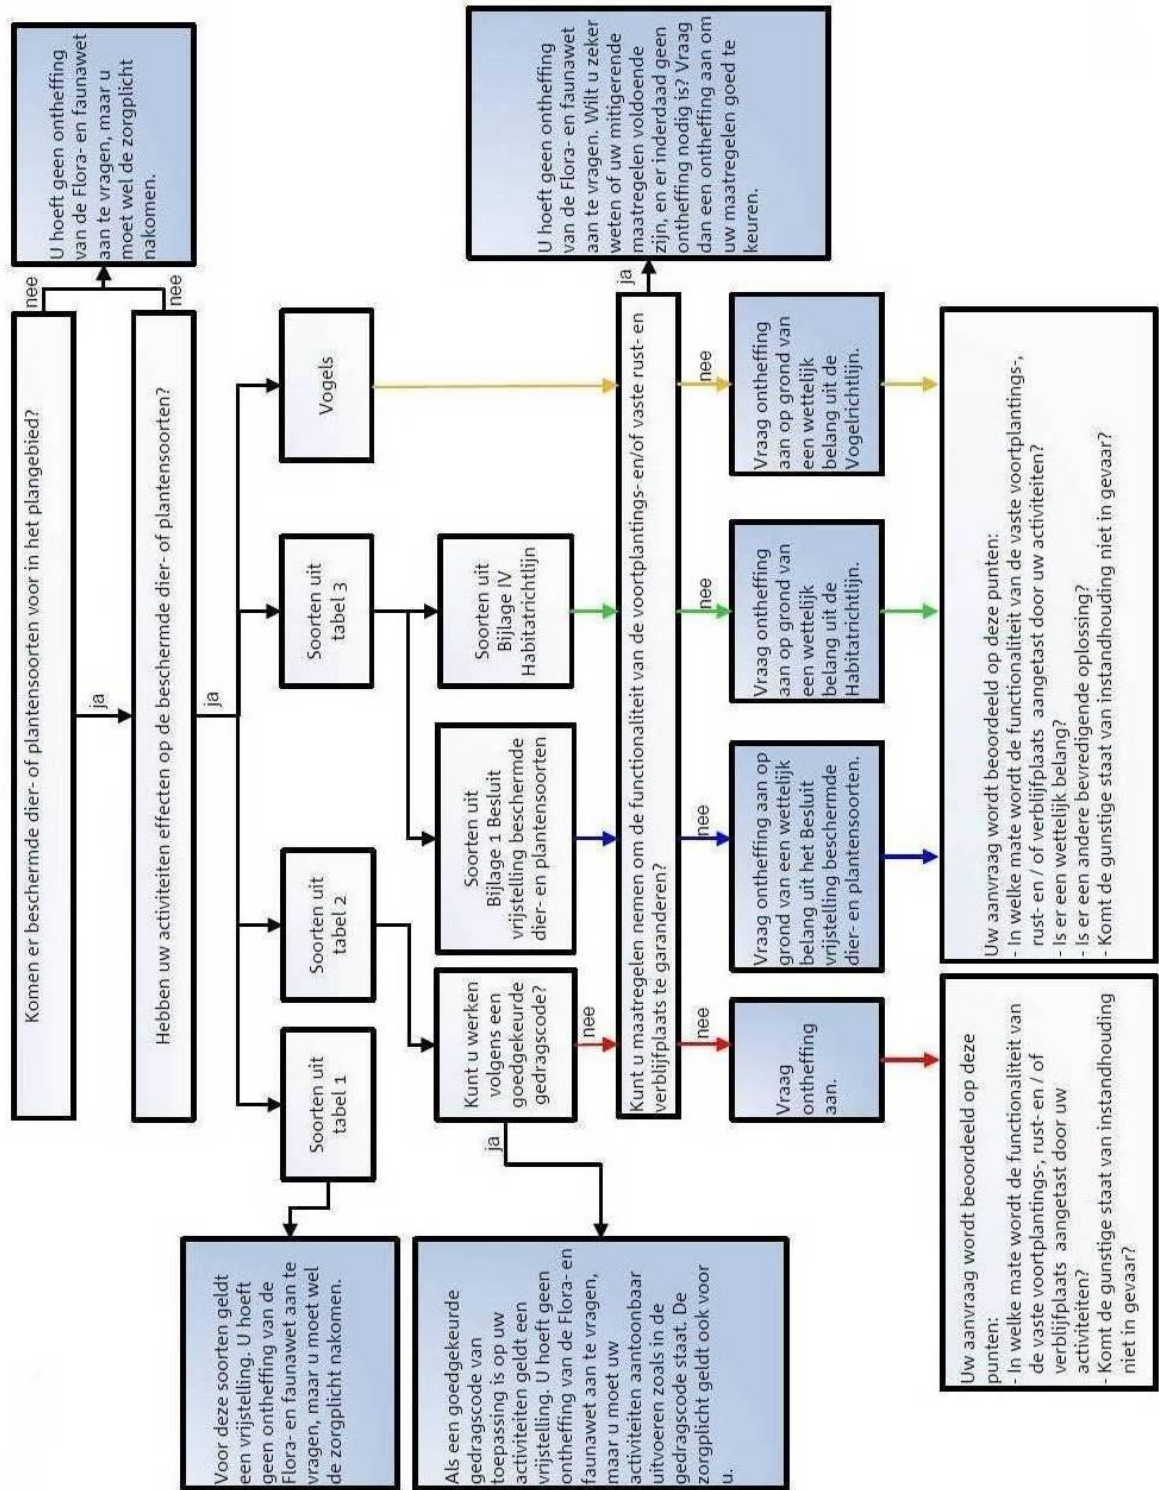 Komen er beschermde dier- of plantensoorten voor in het plangebied?
nee
U hoeft geen ontheffing
van de Flora- en faunawet
aan te vragen, maar u
moet wel de zorgplicht
nakomen.
ja
Hebben uw activiteiten effecten op de beschermde dier- of plantensoorten?
nee
ja
Soorten uit
tabel 1
Soorten uit
tabel 2
Soorten uit
tabel 3
Vogels
Voor deze soorten geldt
een vrijstelling. U hoeft
geen ontheffing van de
Flora- en faunawet aan te
vragen, maar u moet wel
de zorgplicht nakomen.
Kunt u werken
volgens een
goedgekeurde
gedragscode?
Soorten uit
Bijlage 1 Besluit
vrijstelling beschermde
dier- en plantensoorten
Soorten uit
Bijlage IV
Habitatrichtlijn
ja
nee
Als een goedgekeurde
gedragscode van
toepassing is op uw
activiteiten geldt een
vrijstelling. U hoeft geen
ontheffing van de Flora- en
faunawet aan te vragen,
maar u moet uw
activiteiten aantoonbaar
uitvoeren zoals in de
gedragscode staat. De
zorgplicht geldt ook voor
u.
Kunt u maatregelen nemen om de functionaliteit van de voortplantings- en/of vaste rust- en
verblijfplaats te garanderen?
ja
U hoeft geen ontheffing
van de Flora- en faunawet
aan te vragen. Wilt u zeker
weten of uw mitigerende
maatregelen voldoende
zijn, en er inderdaad geen
ontheffing nodig is? Vraag
dan een ontheffing aan om
uw maatregelen goed te
keuren.
nee
nee
nee
nee
Vraag
ontheffing
aan.
Vraag ontheffing aan op
grond van een wettelijk
belang uit het Besluit
vrijstelling beschermde
dier- en plantensoorten.
Vraag ontheffing
aan op grond van
een wettelijk
belang uit de
Habitatrichtlijn.
Vraag ontheffing
aan op grond van
een wettelijk
belang uit de
Vogelrichtlijn.
Uw aanvraag wordt beoordeeld op deze
punten:
- In welke mate wordt de functionaliteit van
de vaste voortplantings-, rust- en / of
verblijfplaats aangetast door uw
activiteiten?
- Komt de gunstige staat van instandhouding
niet in gevaar?
Uw aanvraag wordt beoordeeld op deze punten:
- In welke mate wordt de functionaliteit van de vaste voortplantings-,
rust- en / of verblijfplaats aangetast door uw activiteiten?
- Is er een wettelijk belang?
- Is er een andere bevredigende oplossing?
- Komt de gunstige staat van instandhouding niet in gevaar?